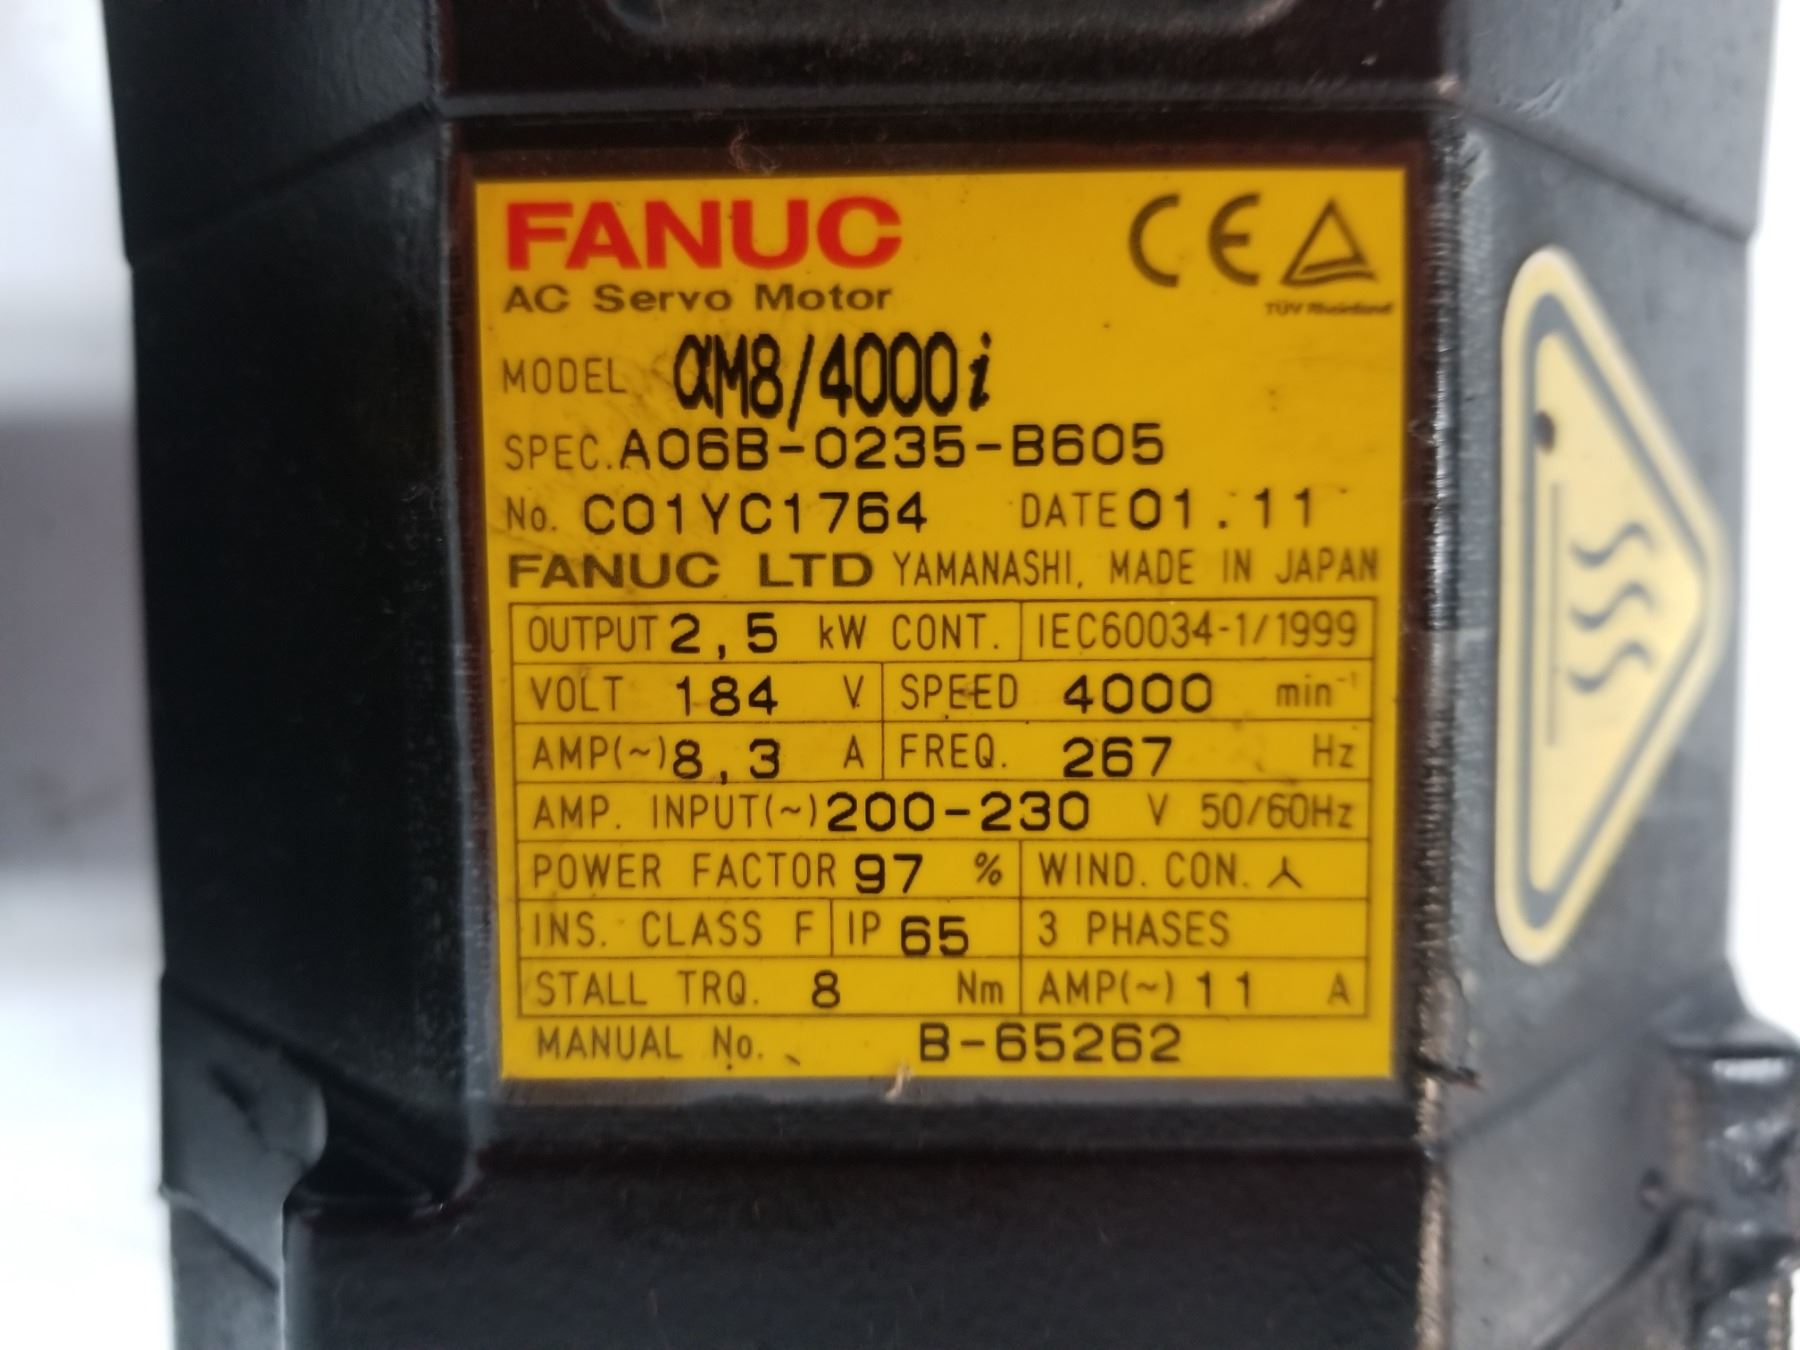 FANUC CE
AC Servo Motor TÜV Rheinland
MODEL αM8/4000i
SPEC. A06B-0235-B605
No. C01YC1764 DATE 01.11
FANUC LTD YAMANASHI, MADE IN JAPAN
OUTPUT 2,5 kW CONT. IEC60034-1/1999
VOLT 184 V SPEED 4000 min⁻¹
AMP(~) 8,3 A FREQ. 267 Hz
AMP. INPUT(~) 200-230 V 50/60Hz
POWER FACTOR 97 % WIND. CON. ⅄
INS. CLASS F IP 65 3 PHASES
STALL TRQ. 8 Nm AMP(~) 11 A
MANUAL No. B-65262